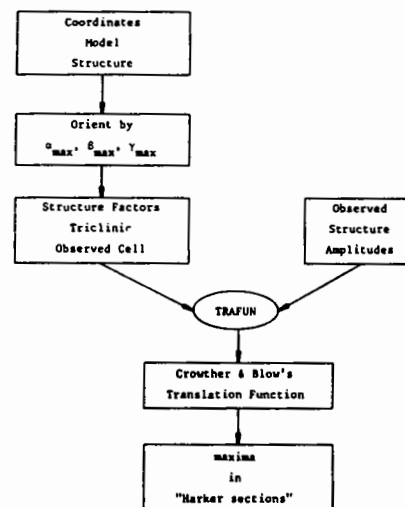 Coordinates
Model
Structure
Orient by
αmax, βmax, γmax
Structure Factors
Triclinic
Observed Cell
Observed
Structure
Amplitudes
TRAFUN
Crowther & Blow's
Translation Function
maxima
in
"Harker sections"